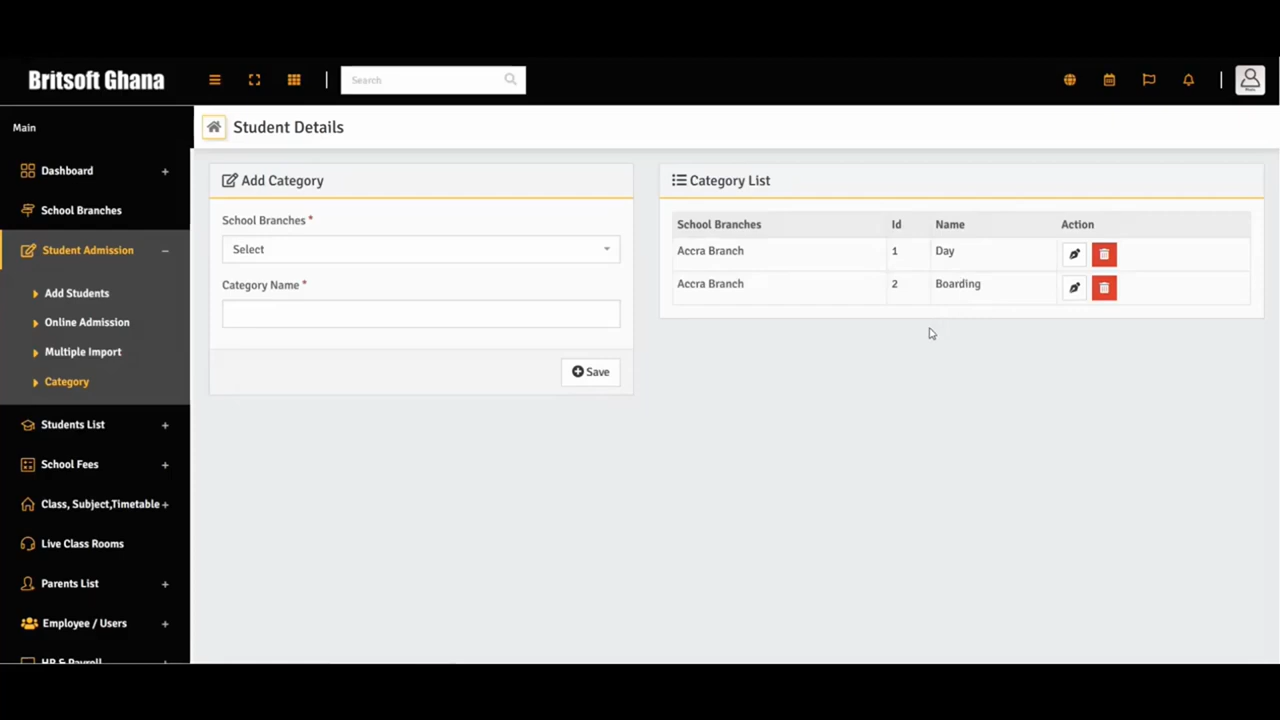 Britsoft Ghana
Search
Main
Dashboard +
School Branches
Student Admission −
Add Students
Online Admission
Multiple Import
Category
Students List +
School Fees +
Class, Subject,Timetable +
Live Class Rooms
Parents List +
Employee / Users +
HR & Payroll
Student Details
Add Category
School Branches *
Select
Category Name *
Save
Category List
School Branches Id Name Action
Accra Branch 1 Day
Accra Branch 2 Boarding